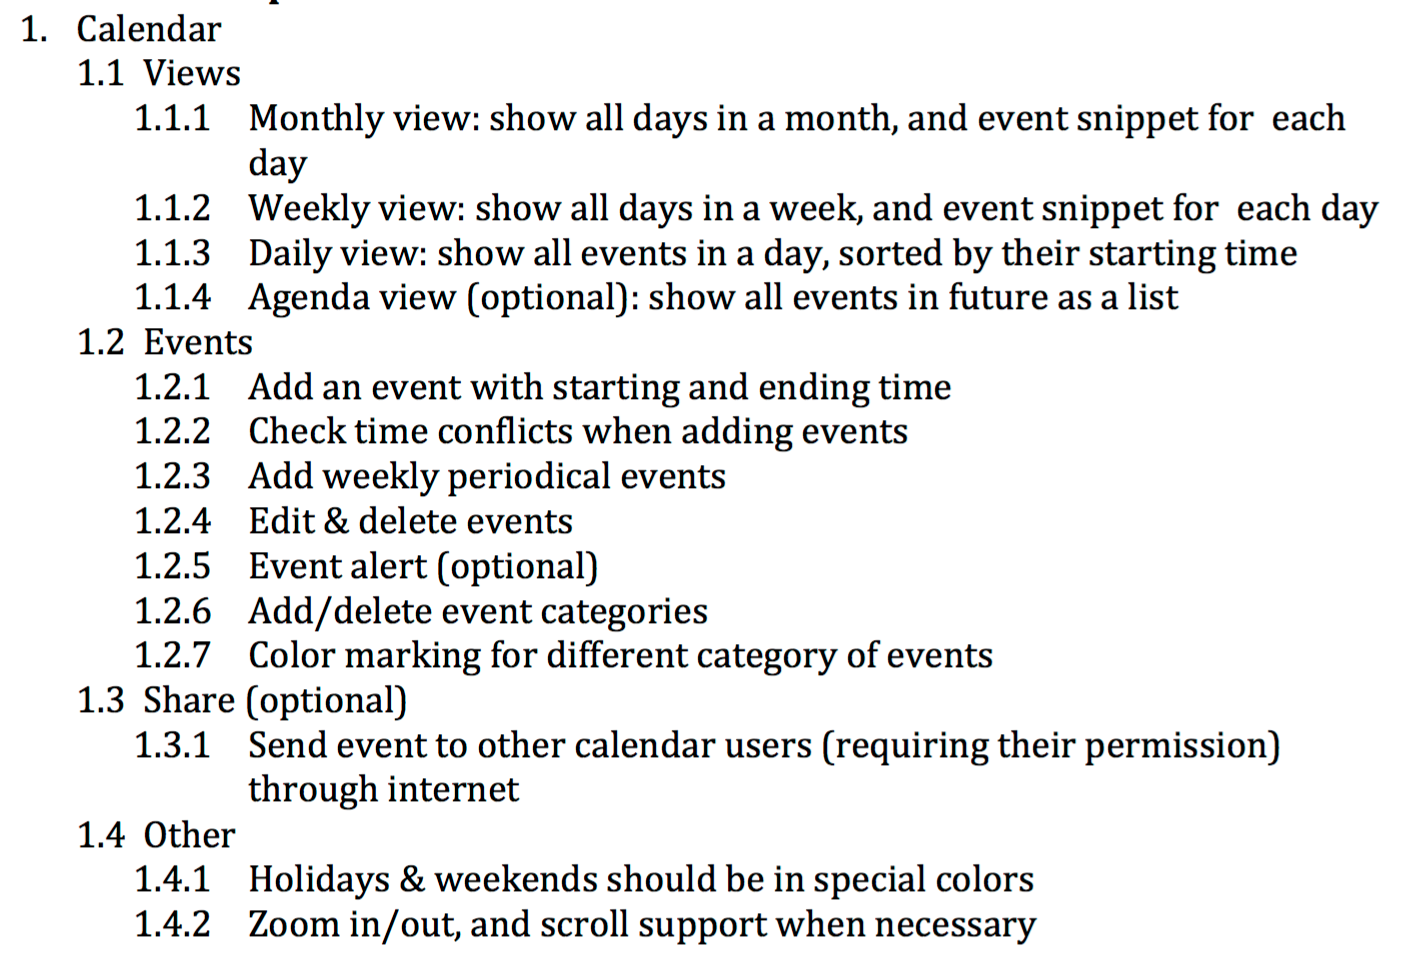 1. Calendar
1.1 Views
1.1.1 Monthly view: show all days in a month, and event snippet for each
day
1.1.2 Weekly view: show all days in a week, and event snippet for each day
1.1.3 Daily view: show all events in a day, sorted by their starting time
1.1.4 Agenda view (optional): show all events in future as a list
1.2 Events
1.2.1 Add an event with starting and ending time
1.2.2 Check time conflicts when adding events
1.2.3 Add weekly periodical events
1.2.4 Edit & delete events
1.2.5 Event alert (optional)
1.2.6 Add/delete event categories
1.2.7 Color marking for different category of events
1.3 Share (optional)
1.3.1 Send event to other calendar users (requiring their permission)
through internet
1.4 Other
1.4.1 Holidays & weekends should be in special colors
1.4.2 Zoom in/out, and scroll support when necessary